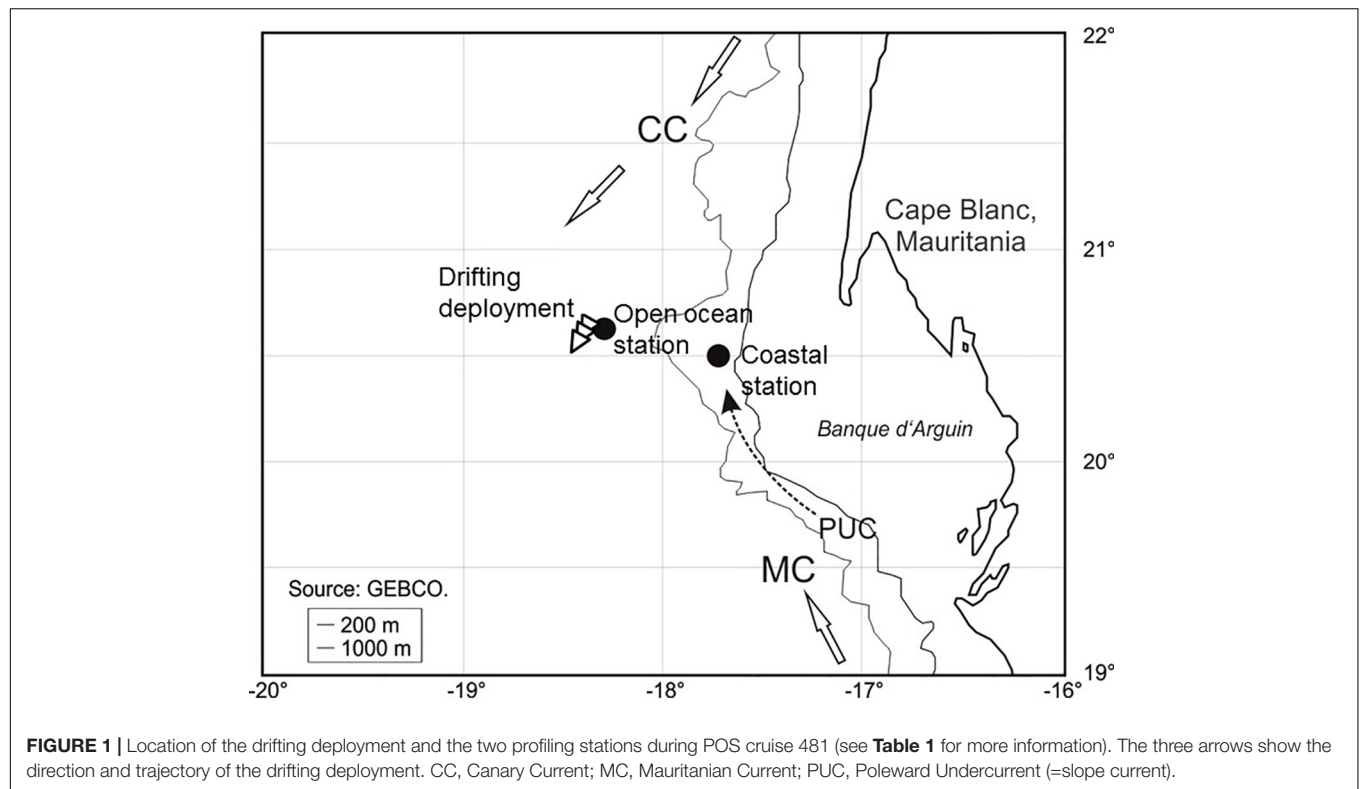 22°
CC
Cape Blanc,
Mauritania
21°
Drifting
deployment
Open ocean
station
Coastal
station
Banque d'Arguin
20°
PUC
MC
Source: GEBCO.
— 200 m
— 1000 m
19°
-20°
-19°
-18°
-17°
-16°
FIGURE 1 | Location of the drifting deployment and the two profiling stations during POS cruise 481 (see Table 1 for more information). The three arrows show the
direction and trajectory of the drifting deployment. CC, Canary Current; MC, Mauritanian Current; PUC, Poleward Undercurrent (=slope current).